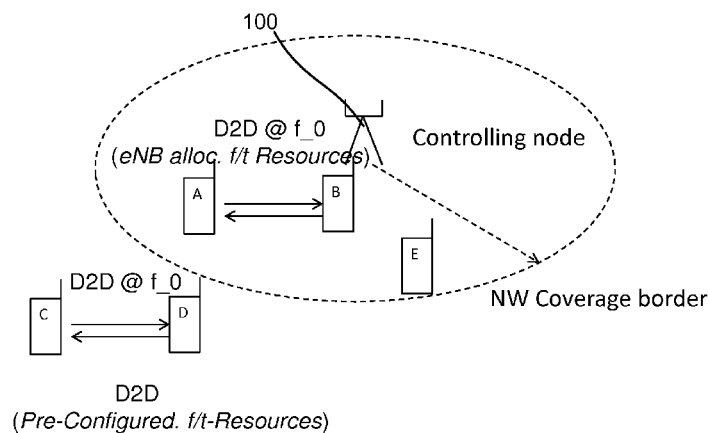 100
D2D @ f_0
(eNB alloc. f/t Resources)
Controlling node
A
B
E
D2D @ f_0
NW Coverage border
C
D
D2D
(Pre-Configured. f/t-Resources)